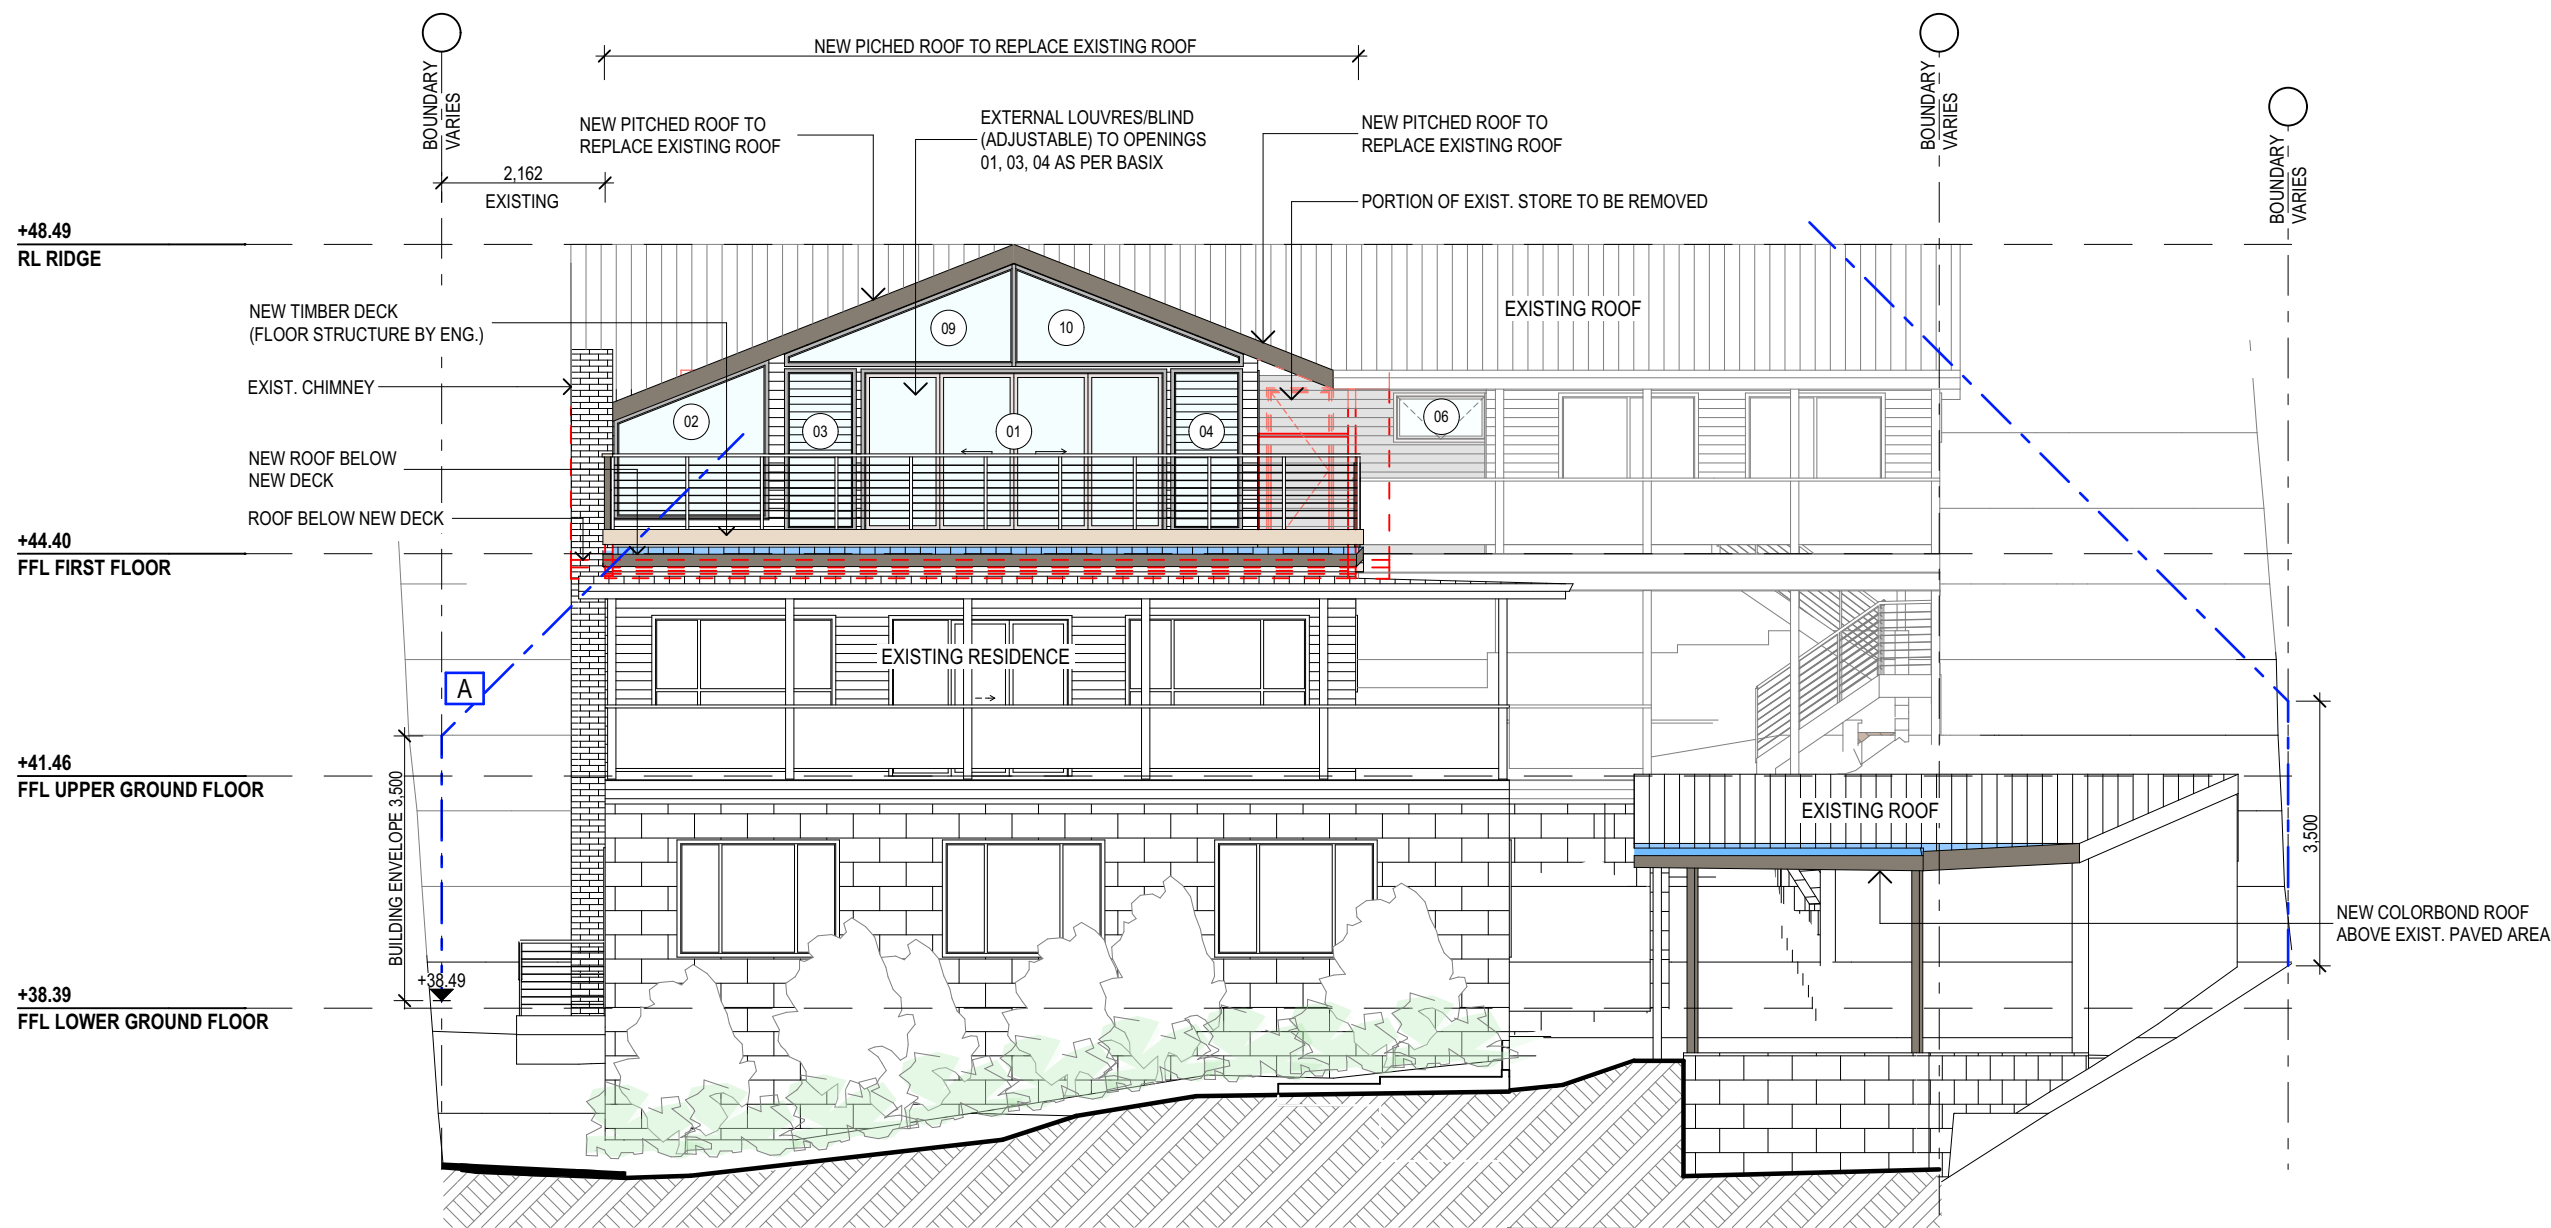 NEW PICHED ROOF TO REPLACE EXISTING ROOF
BOUNDARY
VARIES
BOUNDARY
VARIES
BOUNDARY
VARIES
NEW PITCHED ROOF TO
REPLACE EXISTING ROOF
EXTERNAL LOUVRES/BLIND
(ADJUSTABLE) TO OPENINGS
01, 03, 04 AS PER BASIX
NEW PITCHED ROOF TO
REPLACE EXISTING ROOF
2,162
EXISTING
PORTION OF EXIST. STORE TO BE REMOVED
+48.49
RL RIDGE
NEW TIMBER DECK
(FLOOR STRUCTURE BY ENG.)
EXISTING ROOF
09
10
EXIST. CHIMNEY
02
03
01
04
06
NEW ROOF BELOW
NEW DECK
ROOF BELOW NEW DECK
+44.40
FFL FIRST FLOOR
EXISTING RESIDENCE
A
+41.46
FFL UPPER GROUND FLOOR
BUILDING ENVELOPE 3,500
EXISTING ROOF
3,500
NEW COLORBOND ROOF
ABOVE EXIST. PAVED AREA
+38.49
+38.39
FFL LOWER GROUND FLOOR